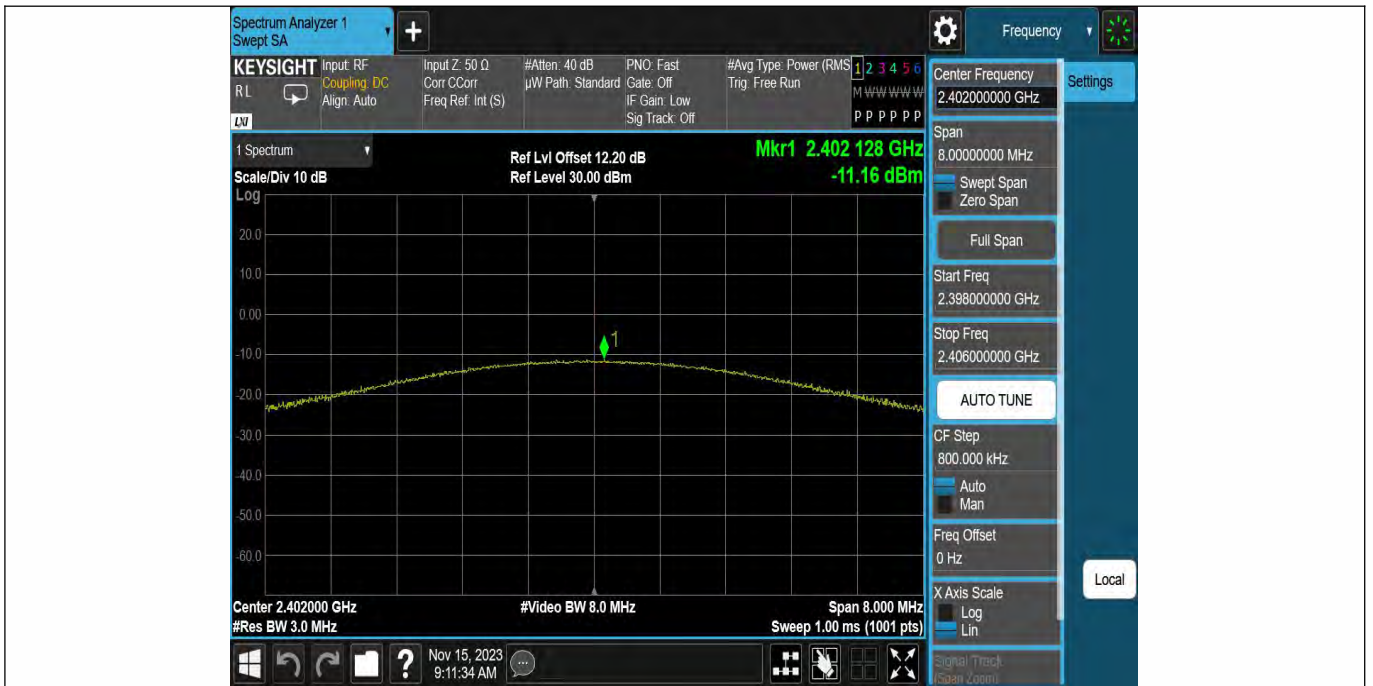 Spectrum Analyzer 1
Swept SA
+
Frequency
KEYSIGHT
RL
LXI
Input: RF
Coupling: DC
Align: Auto
Input Z: 50 Ω
Corr CCorr
Freq Ref: Int (S)
#Atten: 40 dB
µW Path: Standard
PNO: Fast
Gate: Off
IF Gain: Low
Sig Track: Off
#Avg Type: Power (RMS
Trig: Free Run
1 2 3 4 5 6
M W W W W W
P P P P P P
1 Spectrum
Scale/Div 10 dB
Ref Lvl Offset 12.20 dB
Ref Level 30.00 dBm
Mkr1 2.402 128 GHz
-11.16 dBm
Log
20.0
10.0
0.00
-10.0
-20.0
-30.0
-40.0
-50.0
-60.0
1
Center 2.402000 GHz
#Res BW 3.0 MHz
#Video BW 8.0 MHz
Span 8.000 MHz
Sweep 1.00 ms (1001 pts)
Center Frequency
2.402000000 GHz
Settings
Span
8.00000000 MHz
Swept Span
Zero Span
Full Span
Start Freq
2.398000000 GHz
Stop Freq
2.406000000 GHz
AUTO TUNE
CF Step
800.000 kHz
Auto
Man
Freq Offset
0 Hz
X Axis Scale
Log
Lin
Signal Track
(Span Zoom)
Local
?
Nov 15, 2023
9:11:34 AM